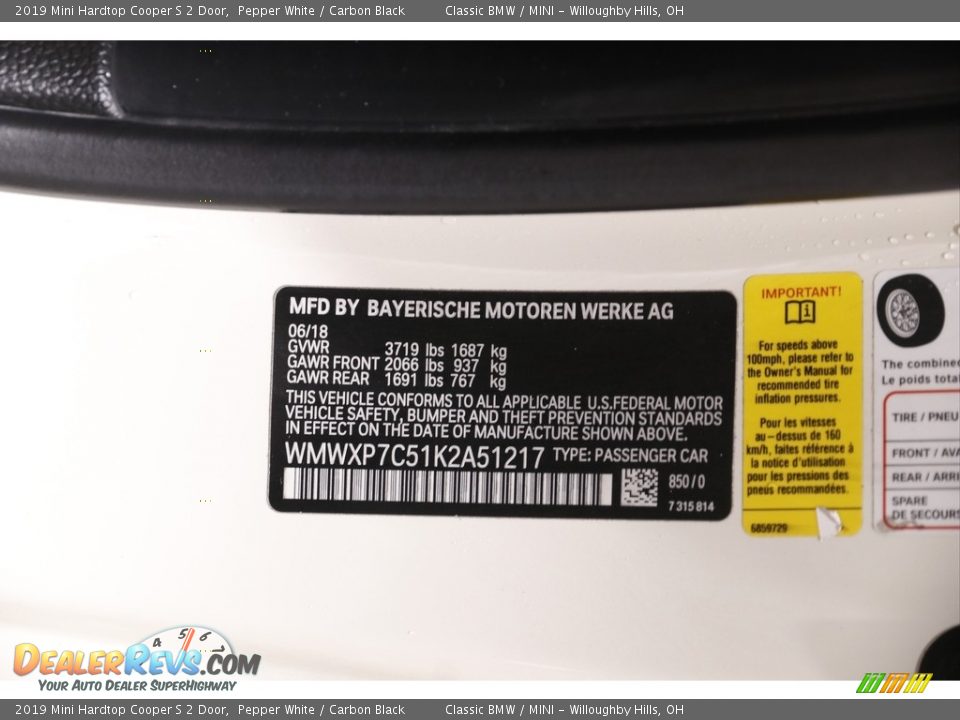 2019 Mini Hardtop Cooper S 2 Door, Pepper White / Carbon Black Classic BMW / MINI - Willoughby Hills, OH
MFD BY BAYERISCHE MOTOREN WERKE AG
06/18
GVWR 3719 lbs 1687 kg
GAWR FRONT 2066 lbs 937 kg
GAWR REAR 1691 lbs 767 kg
THIS VEHICLE CONFORMS TO ALL APPLICABLE U.S.FEDERAL MOTOR
VEHICLE SAFETY, BUMPER AND THEFT PREVENTION STANDARDS
IN EFFECT ON THE DATE OF MANUFACTURE SHOWN ABOVE.
WMWXP7C51K2A51217 TYPE: PASSENGER CAR
850/0
7 315 814
IMPORTANT!
For speeds above
100mph, please refer to
the Owner's Manual for
recommended tire
inflation pressures.
Pour les vitesses
au-dessus de 160
km/h, faites référence à
la notice d'utilisation
pour les pressions des
pneus recommandées.
6859729
The combined
Le poids total
TIRE / PNEU
FRONT / AVA
REAR / ARRI
SPARE
DE SECOURS
4 5 6
DEALERREVS.COM
YOUR AUTO DEALER SUPERHIGHWAY
2019 Mini Hardtop Cooper S 2 Door, Pepper White / Carbon Black Classic BMW / MINI - Willoughby Hills, OH